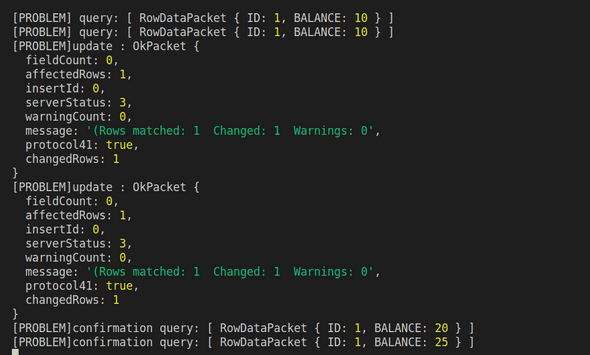 [PROBLEM] query: [ RowDataPacket { ID: 1, BALANCE: 10 } ]
[PROBLEM] query: [ RowDataPacket { ID: 1, BALANCE: 10 } ]
[PROBLEM]update : OkPacket {
  fieldCount: 0,
  affectedRows: 1,
  insertId: 0,
  serverStatus: 3,
  warningCount: 0,
  message: '(Rows matched: 1  Changed: 1  Warnings: 0',
  protocol41: true,
  changedRows: 1
}
[PROBLEM]update : OkPacket {
  fieldCount: 0,
  affectedRows: 1,
  insertId: 0,
  serverStatus: 3,
  warningCount: 0,
  message: '(Rows matched: 1  Changed: 1  Warnings: 0',
  protocol41: true,
  changedRows: 1
}
[PROBLEM]confirmation query: [ RowDataPacket { ID: 1, BALANCE: 20 } ]
[PROBLEM]confirmation query: [ RowDataPacket { ID: 1, BALANCE: 25 } ]